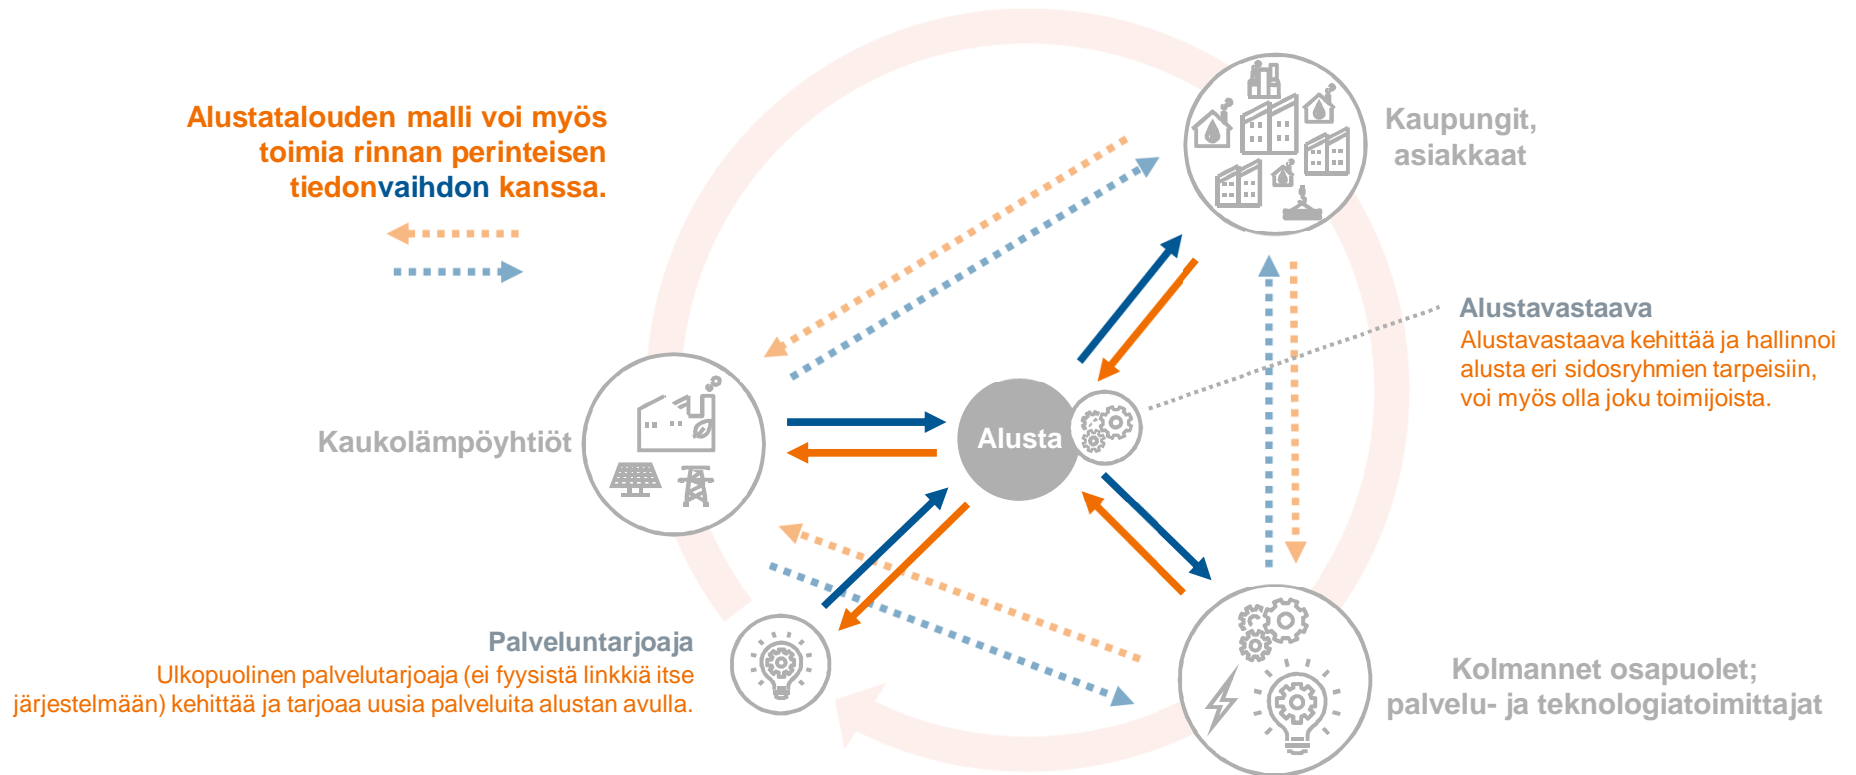 Alustatalouden malli voi myös
toimia rinnan perinteisen
tiedonvaihdon kanssa.
Kaupungit,
asiakkaat
Alustavastaava
Alustavastaava kehittää ja hallinnoi
alusta eri sidosryhmien tarpeisiin,
voi myös olla joku toimijoista.
Kaukolämpöyhtiöt
Alusta
Palveluntarjoaja
Ulkopuolinen palvelutarjoaja (ei fyysistä linkkiä itse
järjestelmään) kehittää ja tarjoaa uusia palveluita alustan avulla.
Kolmannet osapuolet;
palvelu- ja teknologiatoimittajat